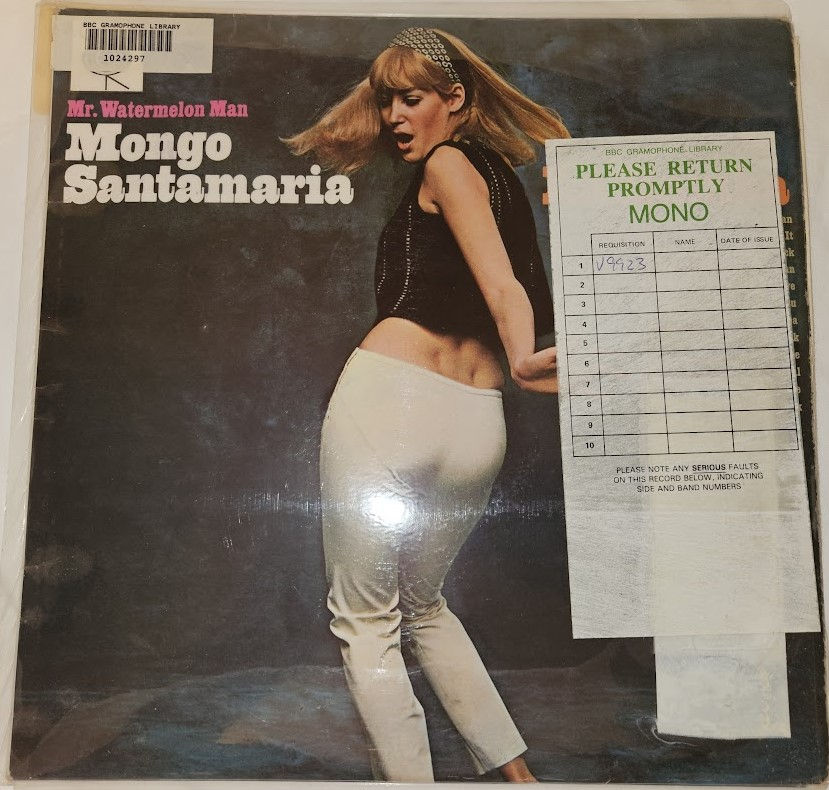 BBC GRAMOPHONE LIBRARY
1024297
Mr. Watermelon Man
Mongo
Santamaria
BBC GRAMOPHONE LIBRARY
PLEASE RETURN
PROMPTLY
MONO
REQUISITION NAME DATE OF ISSUE
1 V9923
2
3
4
5
6
7
8
9
10
PLEASE NOTE ANY SERIOUS FAULTS
ON THIS RECORD BELOW, INDICATING
SIDE AND BAND NUMBERS